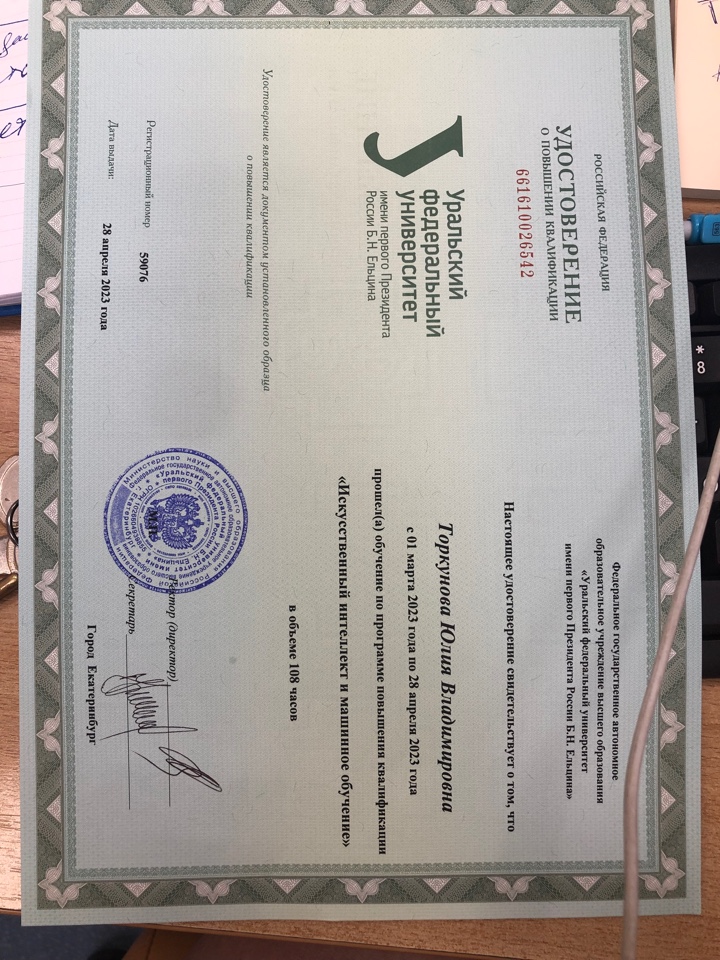 РОССИЙСКАЯ ФЕДЕРАЦИЯ
УДОСТОВЕРЕНИЕ
О ПОВЫШЕНИИ КВАЛИФИКАЦИИ
661610026542
Уральский
федеральный
университет
имени первого Президента
России Б.Н. Ельцина
Удостоверение является документом установленного образца
о повышении квалификации
Регистрационный номер 59076
Дата выдачи: 28 апреля 2023 года
Федеральное государственное автономное
образовательное учреждение высшего образования
«Уральский федеральный университет
имени первого Президента России Б.Н. Ельцина»
Настоящее удостоверение свидетельствует о том, что
Торкунова Юлия Владимировна
с 01 марта 2023 года по 28 апреля 2023 года
прошел(а) обучение по программе повышения квалификации
«Искусственный интеллект и машинное обучение»
в объеме 108 часов
М.П.
(директор)
секретарь
Город Екатеринбург
* 8